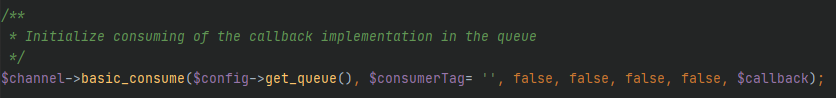 /**
 * Initialize consuming of the callback implementation in the queue
 */
$channel->basic_consume($config->get_queue(), $consumerTag= '', false, false, false, false, $callback);